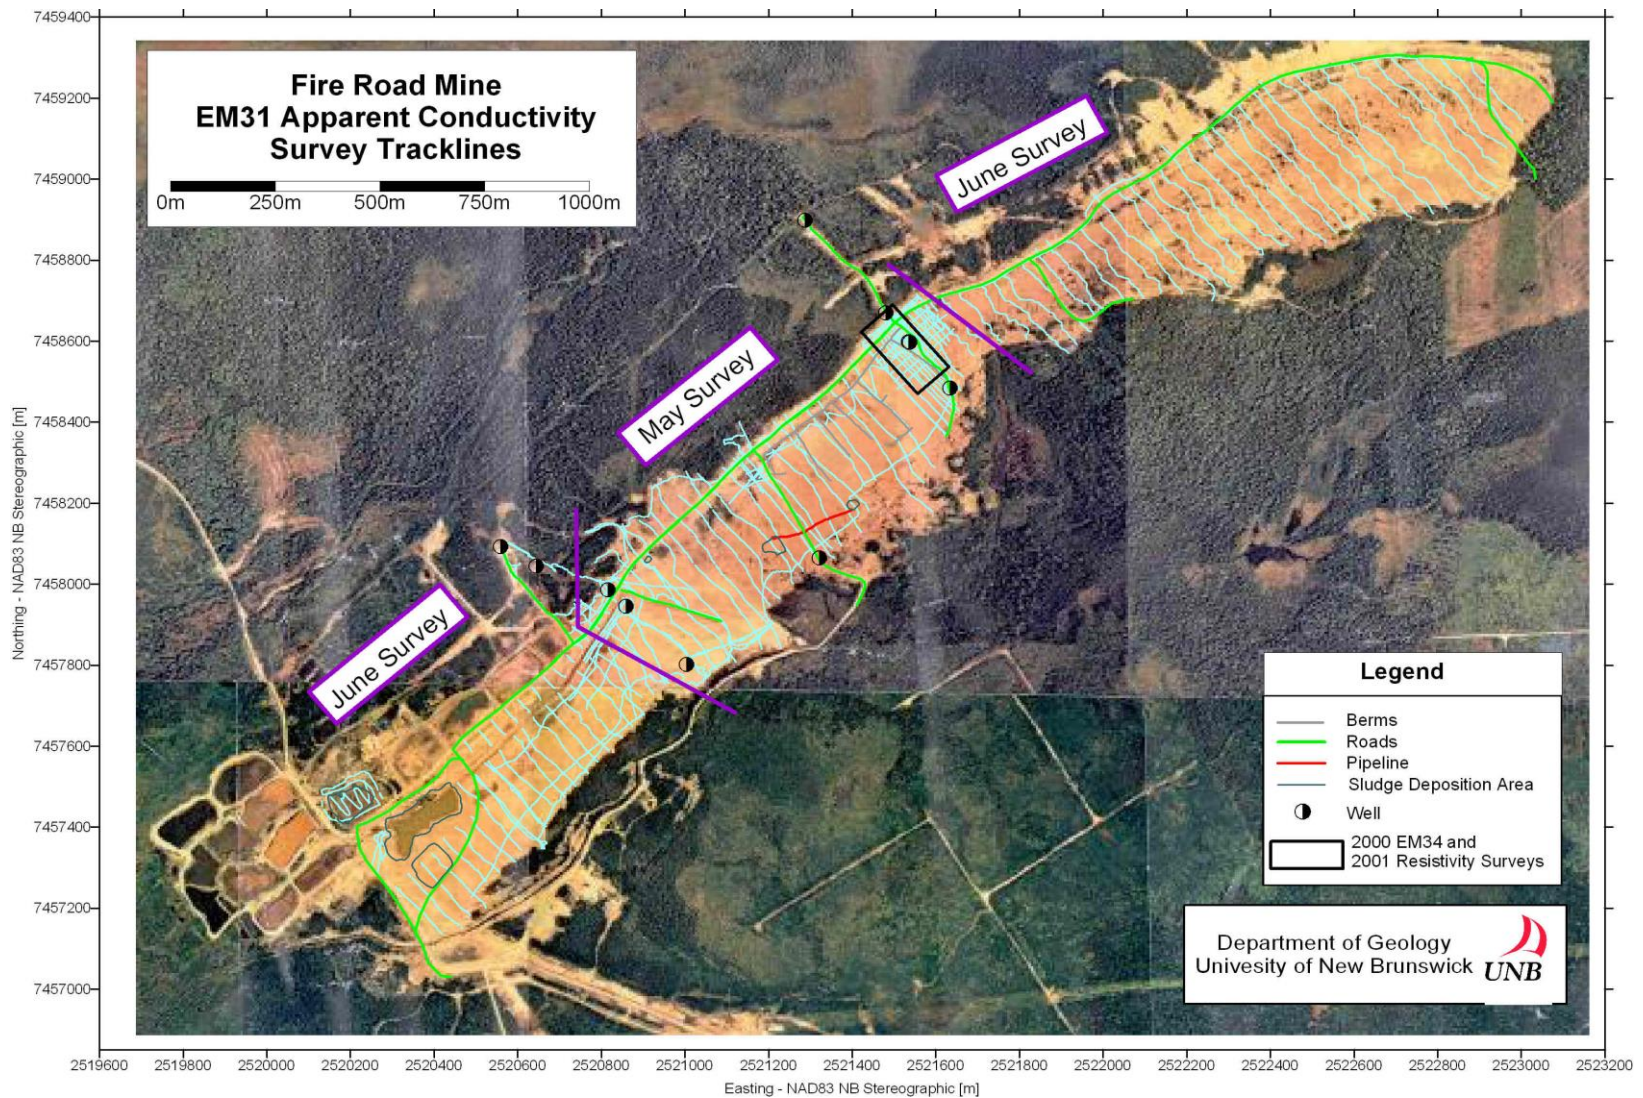 Fire Road Mine
EM31 Apparent Conductivity
Survey Tracklines
0m 250m 500m 750m 1000m
June Survey
May Survey
June Survey
Legend
Berms
Roads
Pipeline
Sludge Deposition Area
Well
2000 EM34 and
2001 Resistivity Surveys
Department of Geology
Univesity of New Brunswick
UNB
7459400
7459200
7459000
7458800
7458600
7458400
7458200
7458000
7457800
7457600
7457400
7457200
7457000
Northing - NAD83 NB Stereographic [m]
2519600 2519800 2520000 2520200 2520400 2520600 2520800 2521000 2521200 2521400 2521600 2521800 2522000 2522200 2522400 2522600 2522800 2523000 2523200
Easting - NAD83 NB Stereographic [m]